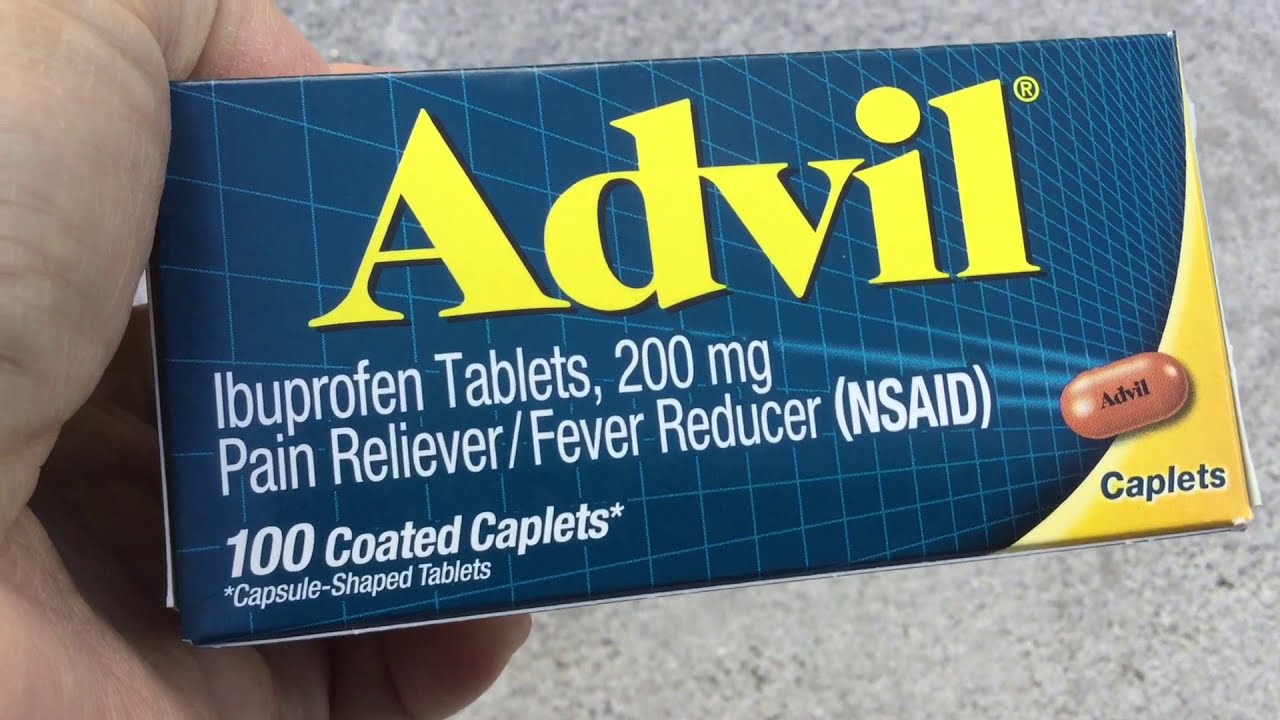 Advil®
Ibuprofen Tablets, 200 mg
Pain Reliever/Fever Reducer (NSAID)
100 Coated Caplets*
*Capsule-Shaped Tablets
Advil
Caplets